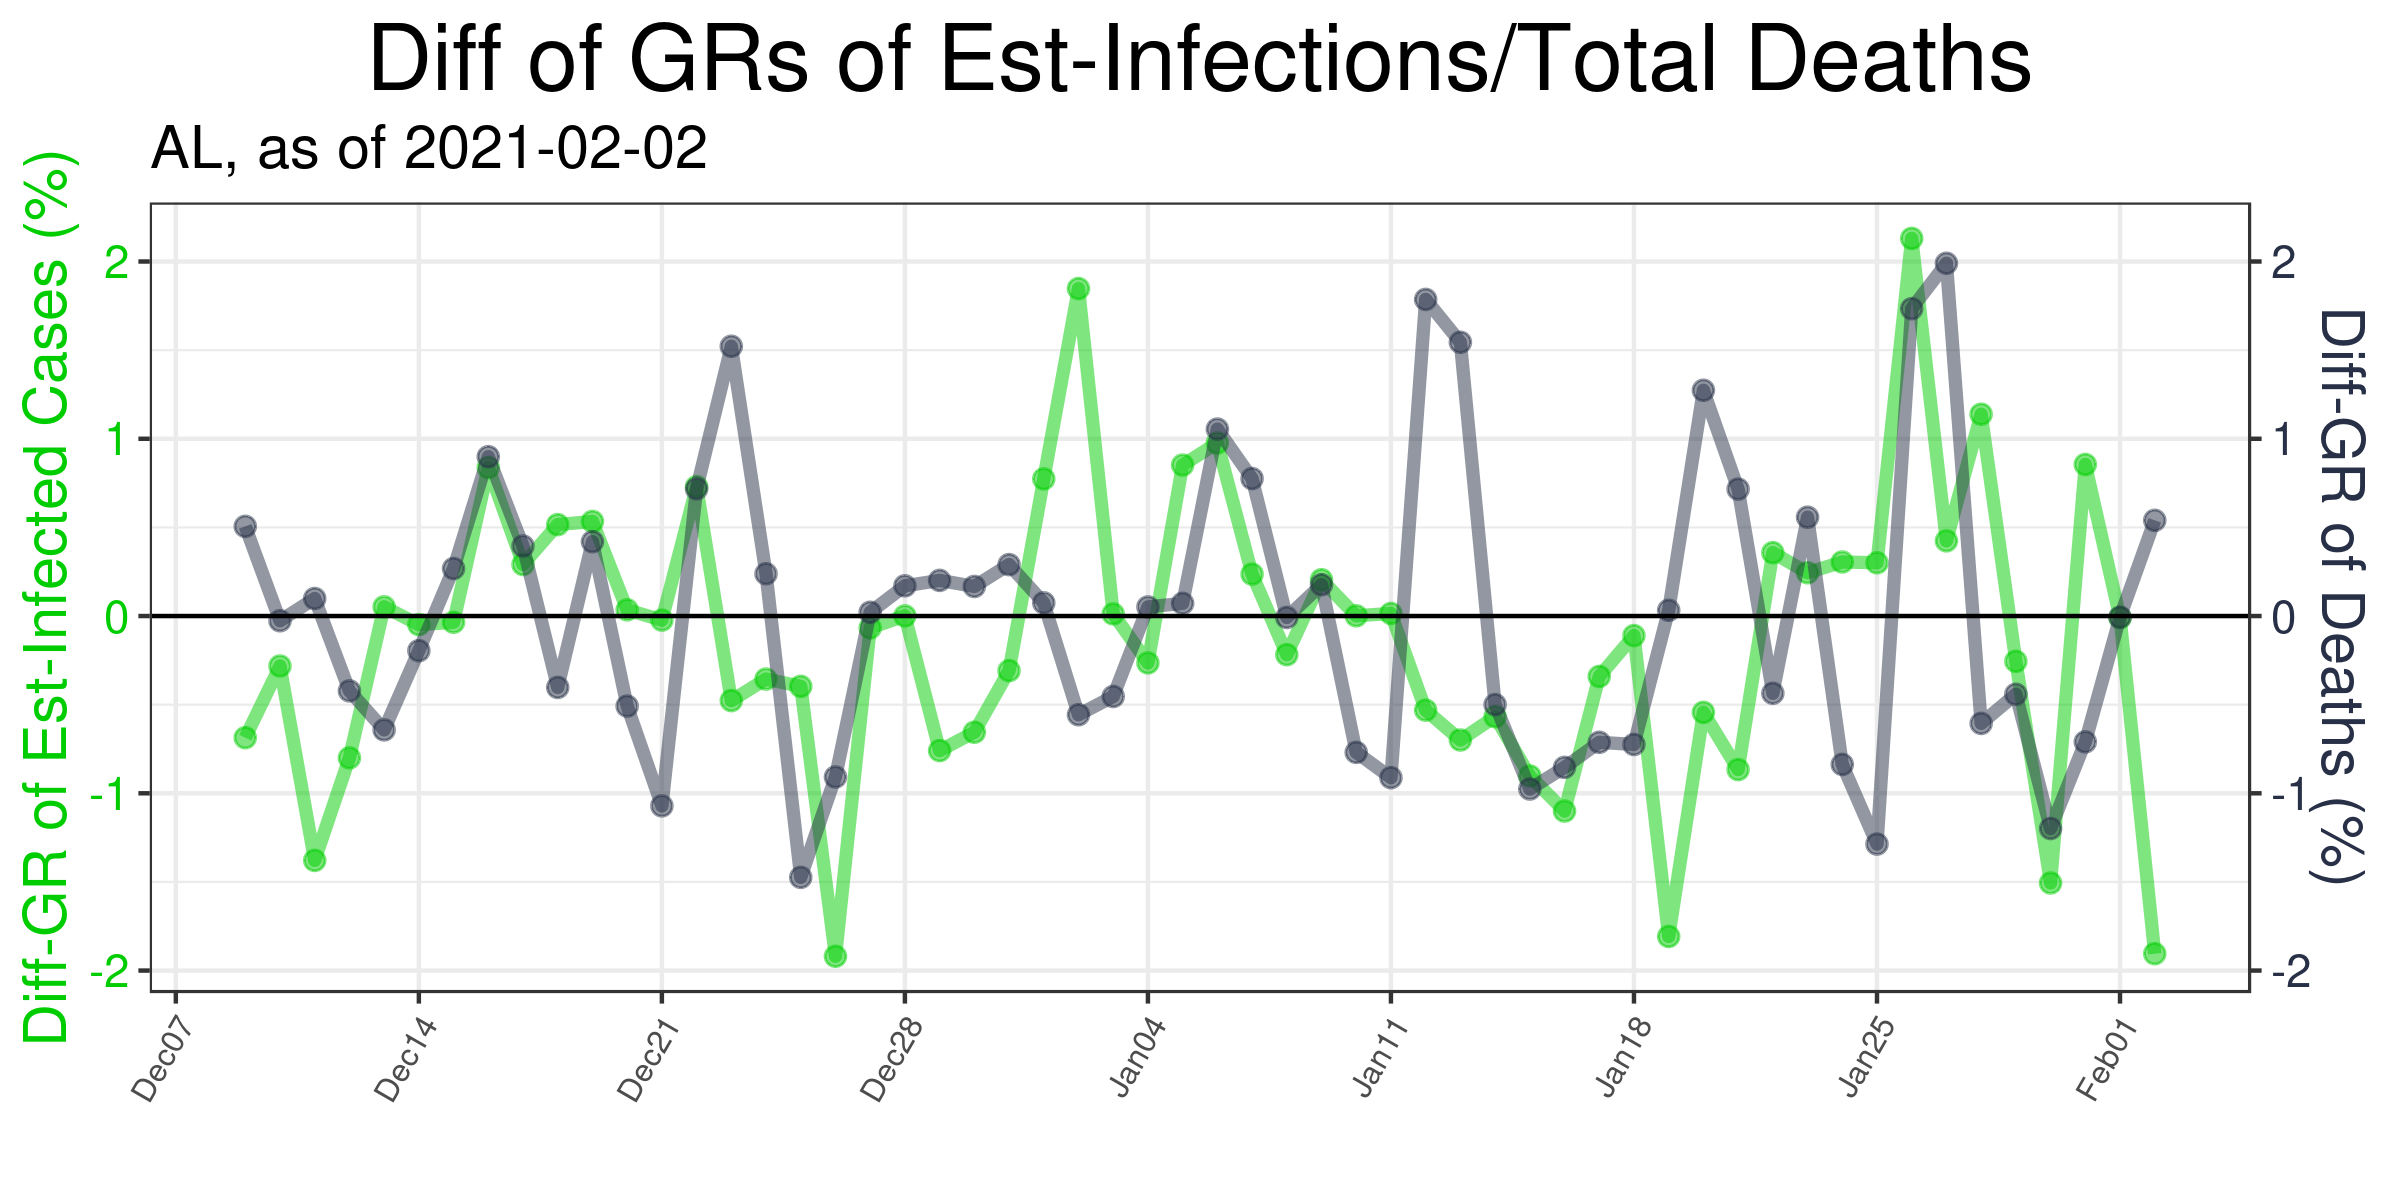 Diff of GRs of Est-Infections/Total Deaths
AL, as of 2021-02-02
Diff-GR of Est-Infected Cases (%)
2
1
0
-1
-2
2
1
0
-1
-2
Diff-GR of Deaths (%)
Dec07
Dec14
Dec21
Dec28
Jan04
Jan11
Jan18
Jan25
Feb01